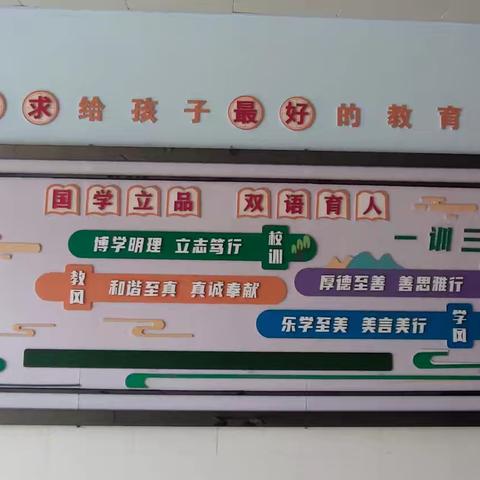 求给孩子最好的教育
国学立品 双语育人
博学明理 立志笃行 校训
一训三
教风 和谐至真 真诚奉献
厚德至善 善思雅行
乐学至美 美言美行 学风